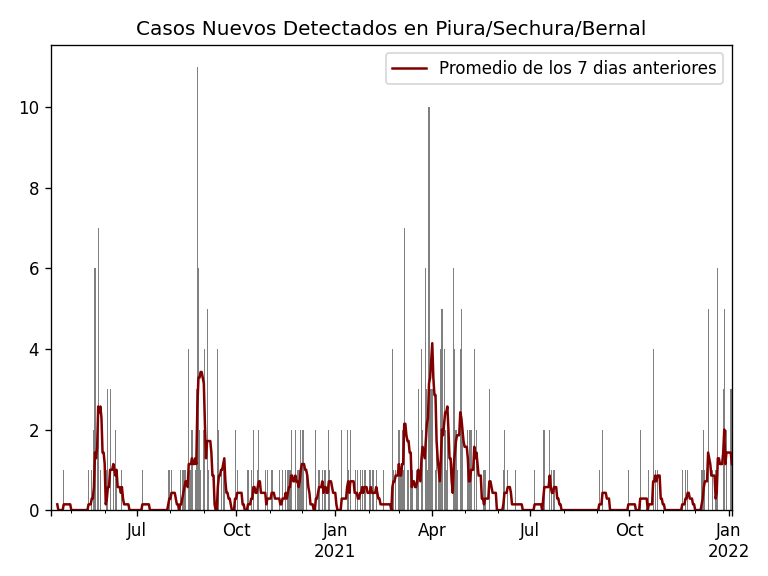 Casos Nuevos Detectados en Piura/Sechura/Bernal
Promedio de los 7 dias anteriores
10
8
6
4
2
0
Jul
Oct
Jan
2021
Apr
Jul
Oct
Jan
2022